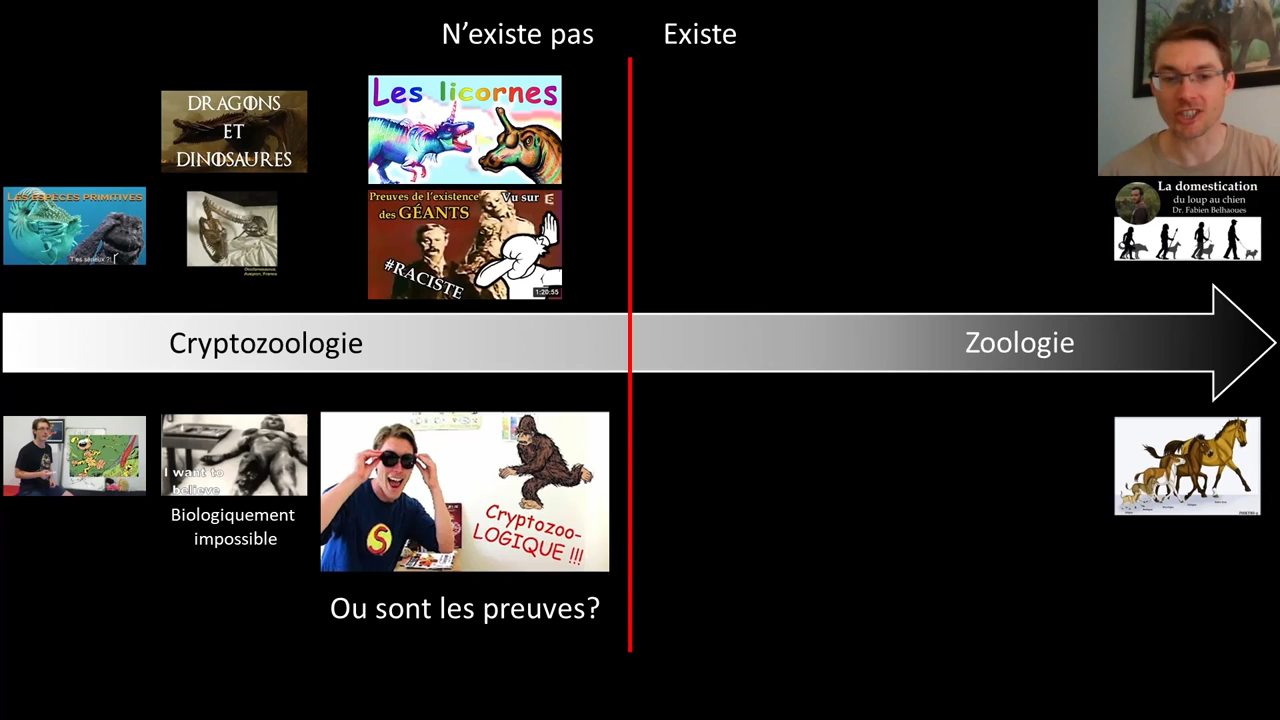 N'existe pas
Existe
DRAGONS
ET
DINOSAURES
Les licornes
LES ESPÈCES PRIMITIVES
T'es sérieux ?!
Preuves de l'existence
des GÉANTS
Vu sur
#RACISTE
1:20:55
La domestication
du loup au chien
Dr. Fabien Belhaoues
Cryptozoologie
Zoologie
I want to
believe
Biologiquement
impossible
S
Cryptozoo-
LOGIQUE !!!
Ou sont les preuves?